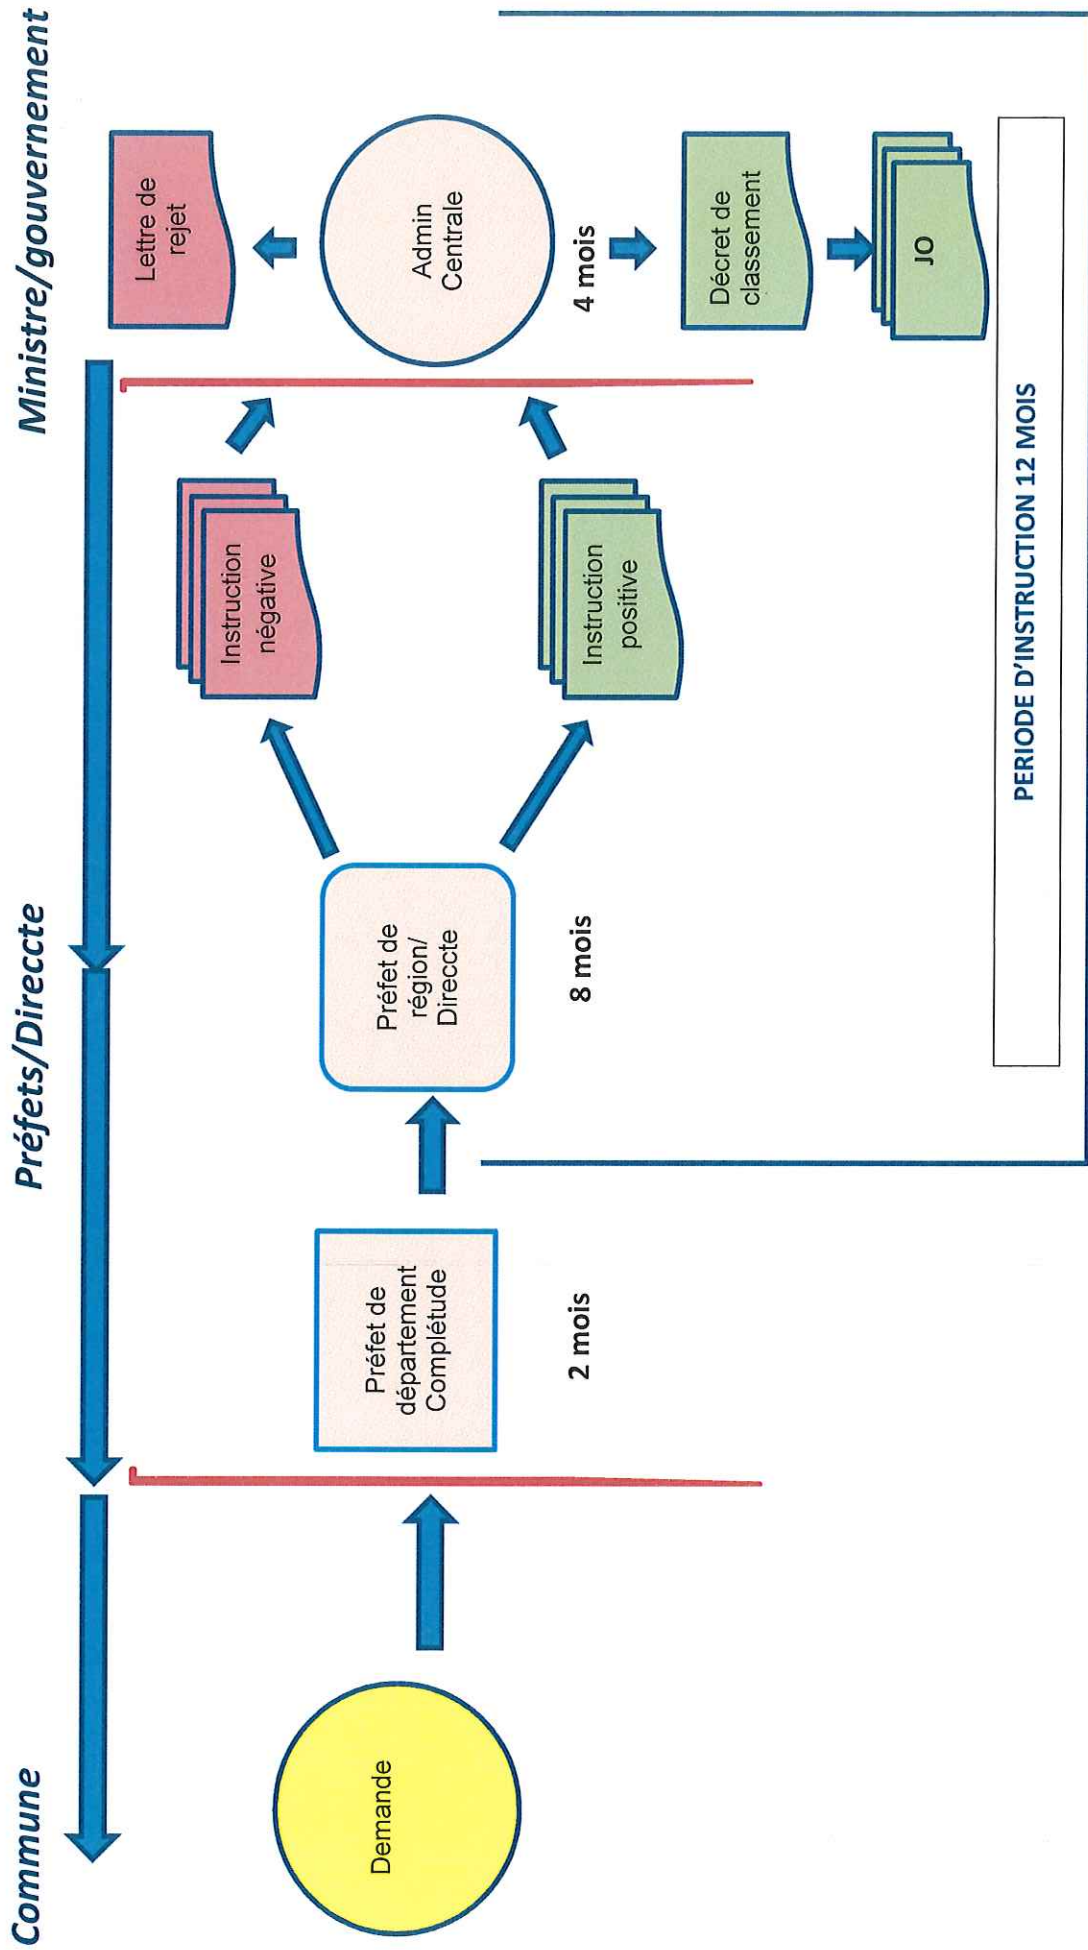 Commune
Préfets/Direccte
Ministre/gouvernement
Demande
Préfet de
département
Complétude
2 mois
Préfet de
région/
Direccte
8 mois
Instruction
négative
Instruction
positive
Lettre de
rejet
Admin
Centrale
4 mois
Décret de
classement
JO
PERIODE D'INSTRUCTION 12 MOIS